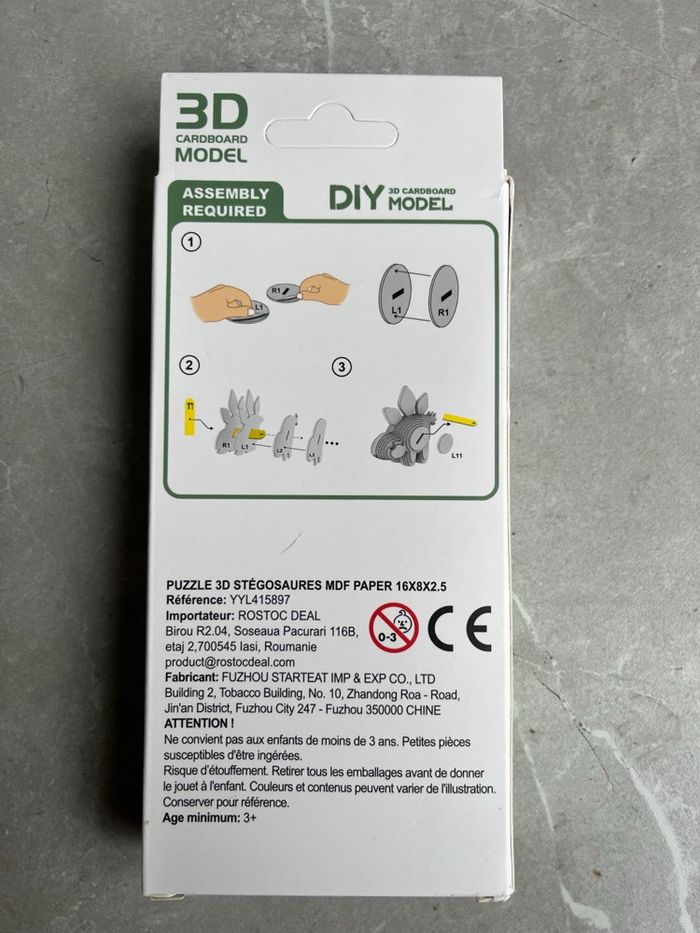 3D
CARDBOARD
MODEL
ASSEMBLY
REQUIRED
DIY 3D CARDBOARD
MODEL
1
R1
L1
L1
R1
2
3
R1
L1
L2
L3
L11
PUZZLE 3D STÉGOSAURES MDF PAPER 16X8X2.5
Référence: YYL415897
Importateur: ROSTOC DEAL
Birou R2.04, Soseaua Pacurari 116B,
etaj 2,700545 Iasi, Roumanie
product@rostocdeal.com
0-3
CE
Fabricant: FUZHOU STARTEAT IMP & EXP CO., LTD
Building 2, Tobacco Building, No. 10, Zhandong Roa - Road,
Jin'an District, Fuzhou City 247 - Fuzhou 350000 CHINE
ATTENTION !
Ne convient pas aux enfants de moins de 3 ans. Petites pièces
susceptibles d'être ingérées.
Risque d'étouffement. Retirer tous les emballages avant de donner
le jouet à l'enfant. Couleurs et contenus peuvent varier de l'illustration.
Conserver pour référence.
Age minimum: 3+